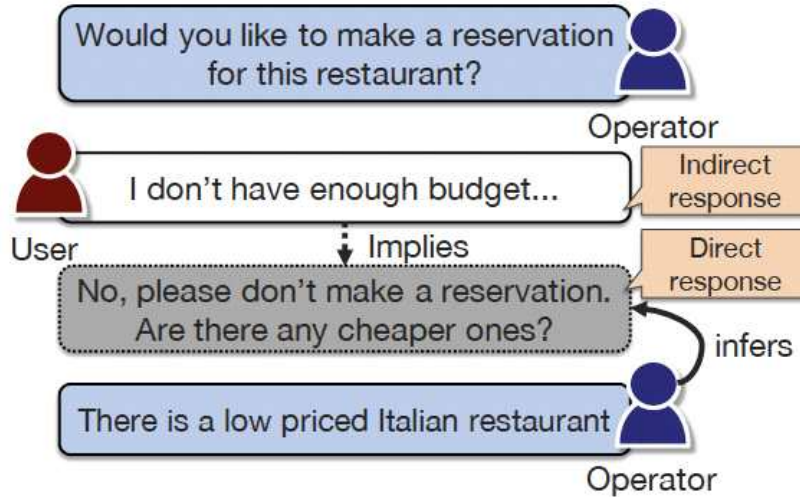 Would you like to make a reservation
for this restaurant?
Operator
I don't have enough budget...
Indirect
response
User
Implies
Direct
response
No, please don't make a reservation.
Are there any cheaper ones?
infers
There is a low priced Italian restaurant
Operator